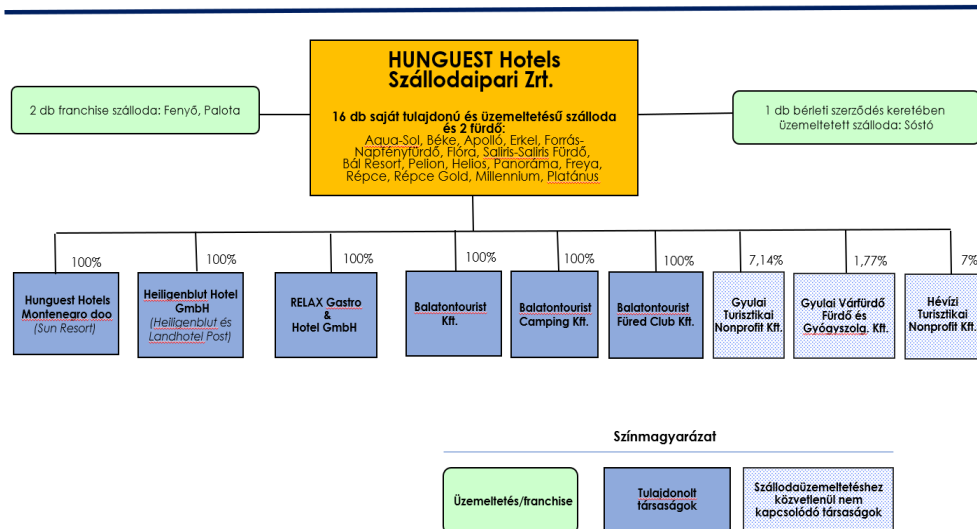 HUNGUEST Hotels
Szállodaipari Zrt.
16 db saját tulajdonú és üzemeltetésű szálloda
és 2 fürdő:
Aqua-Sol, Béke, Apolló, Erkel, Forrás-
Napfényfürdő, Flóra, Saliris-Saliris Fürdő,
Bál Resort, Pelion, Helios, Panoráma, Freya,
Répce, Répce Gold, Millennium, Platánus
2 db franchise szálloda: Fenyő, Palota
1 db bérleti szerződés keretében
üzemeltetett szálloda: Sóstó
100%
100%
100%
100%
100%
100%
7,14%
1,77%
7%
Hunguest Hotels
Montenegro doo
(Sun Resort)
Heiligenblut Hotel
GmbH
(Heiligenblut és
Landhotel Post)
RELAX Gastro
&
Hotel GmbH
Balatontourist
Kft.
Balatontourist
Camping Kft.
Balatontourist
Füred Club Kft.
Gyulai
Turisztikai
Nonprofit Kft.
Gyulai Várfürdő
Fürdő és
Gyógyszolg. Kft.
Hévízi
Turisztikai
Nonprofit Kft.
Színmagyarázat
Üzemeltetés/franchise
Tulajdonolt
társaságok
Szállodaüzemeltetéshez
közvetlenül nem
kapcsolódó társaságok